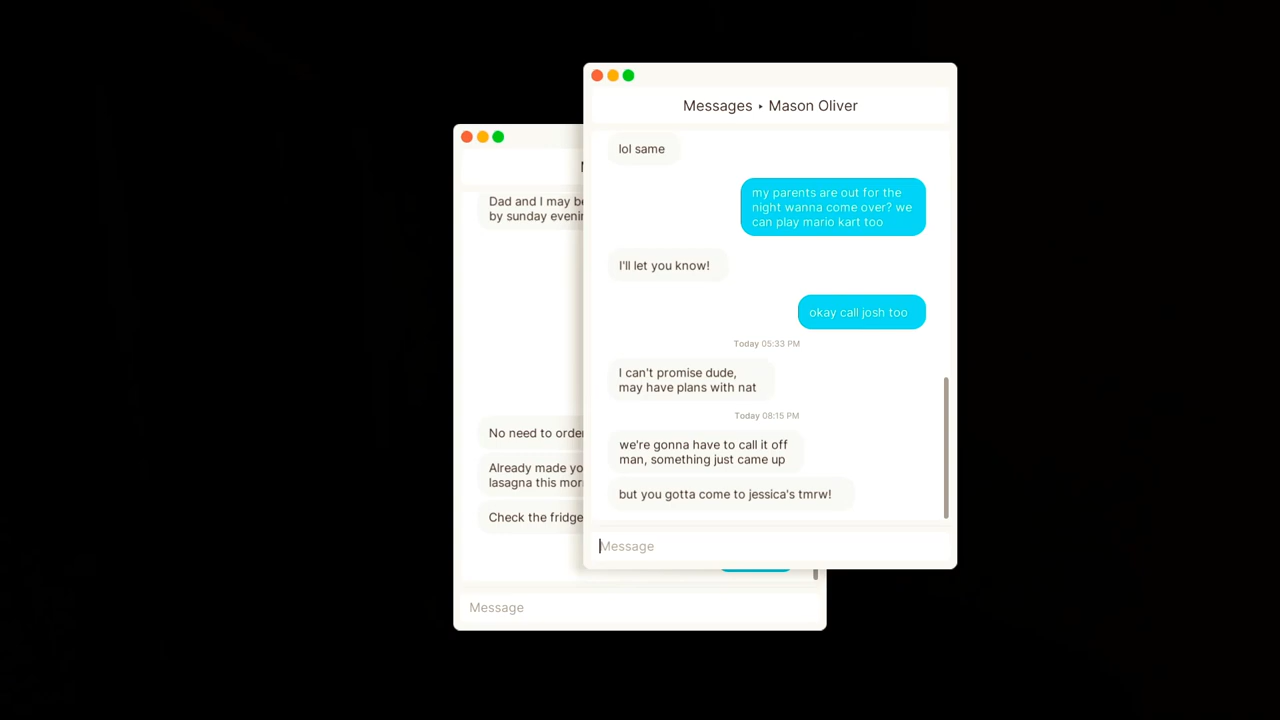 Messages ‣ Mason Oliver
lol same
my parents are out for the
night wanna come over? we
can play mario kart too
I'll let you know!
okay call josh too
Today 05:33 PM
I can't promise dude,
may have plans with nat
Today 08:15 PM
we're gonna have to call it off
man, something just came up
but you gotta come to jessica's tmrw!
Message
Dad and I may be
by sunday
No need to
Already made
lasagna this
Check the fridge
Message